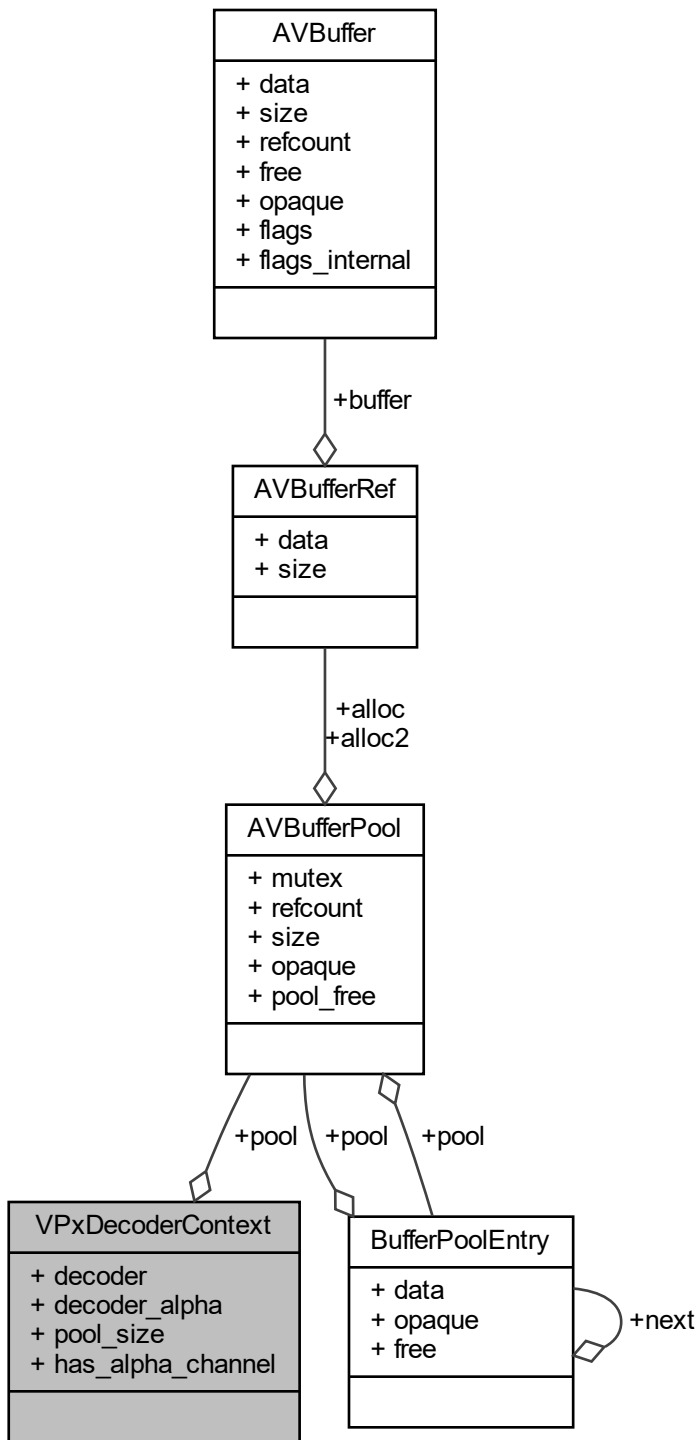 AVBuffer
+ data
+ size
+ refcount
+ free
+ opaque
+ flags
+ flags_internal
+buffer
AVBufferRef
+ data
+ size
+alloc
+alloc2
AVBufferPool
+ mutex
+ refcount
+ size
+ opaque
+ pool_free
+pool
+pool
+pool
VPxDecoderContext
+ decoder
+ decoder_alpha
+ pool_size
+ has_alpha_channel
BufferPoolEntry
+ data
+ opaque
+ free
+next